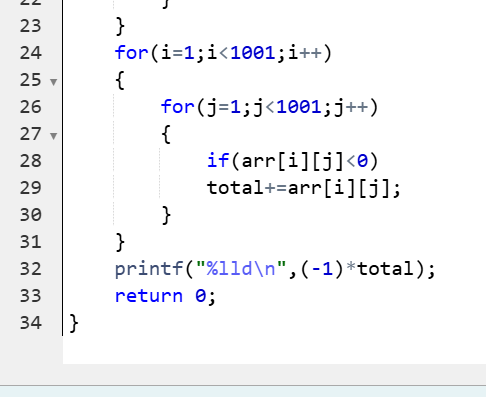 22 }
23 }
24 for(i=1;i<1001;i++)
25 {
26 for(j=1;j<1001;j++)
27 {
28 if(arr[i][j]<0)
29 total+=arr[i][j];
30 }
31 }
32 printf("%lld\n",(-1)*total);
33 return 0;
34 }